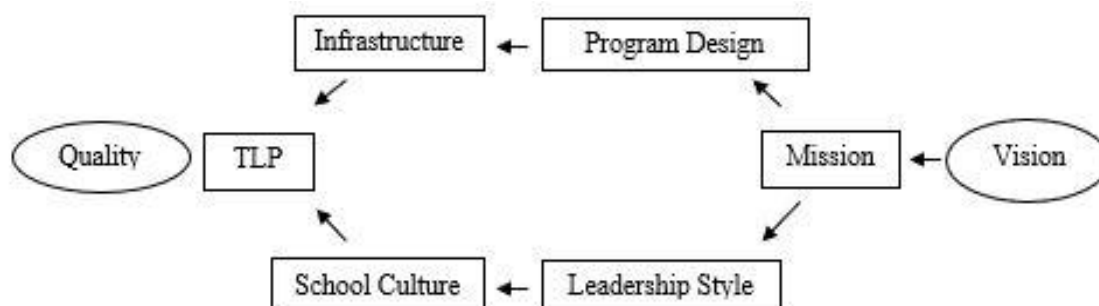 Infrastructure
Program Design
Quality
TLP
Mission
Vision
School Culture
Leadership Style